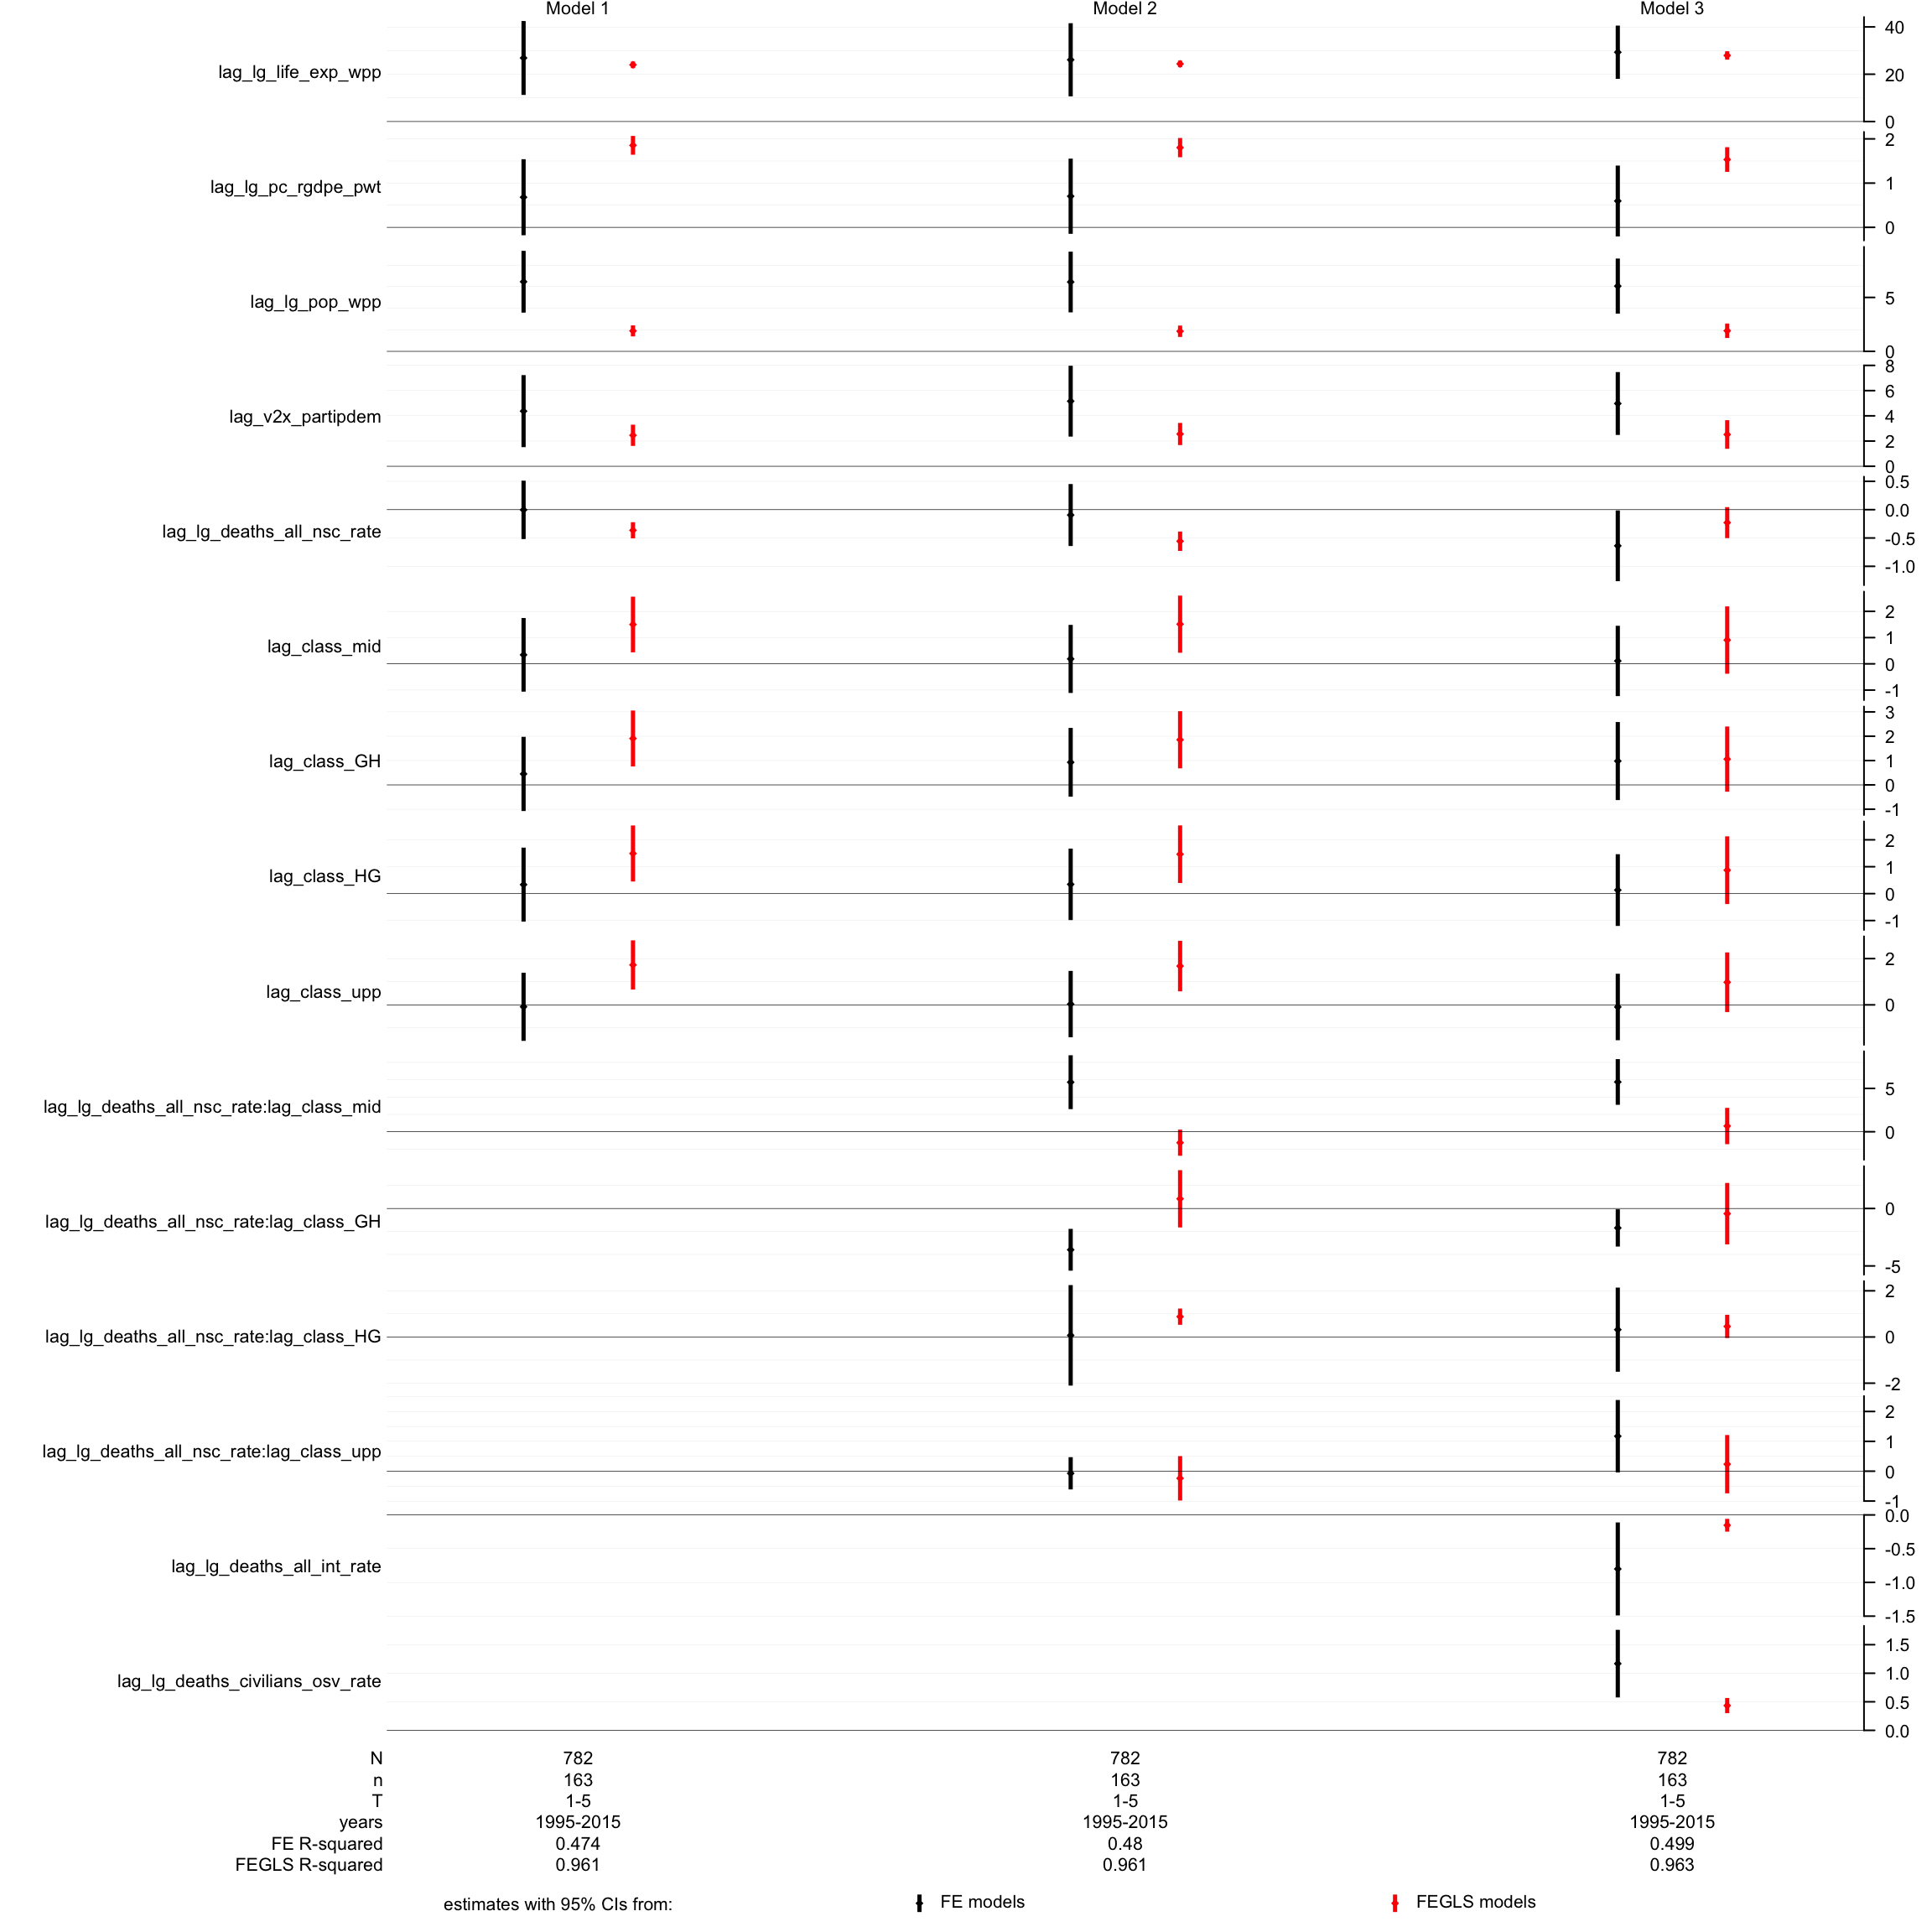 Model 1 Model 2 Model 3
lag_lg_life_exp_wpp
40
20
0
lag_lg_pc_rgdpe_pwt
2
1
0
lag_lg_pop_wpp
5
0
lag_v2x_partipdem
8
6
4
2
0
lag_lg_deaths_all_nsc_rate
0.5
0.0
-0.5
-1.0
lag_class_mid
2
1
0
-1
lag_class_GH
3
2
1
0
-1
lag_class_HG
2
1
0
-1
lag_class_upp
2
0
lag_lg_deaths_all_nsc_rate:lag_class_mid
5
0
lag_lg_deaths_all_nsc_rate:lag_class_GH
0
-5
lag_lg_deaths_all_nsc_rate:lag_class_HG
2
0
-2
lag_lg_deaths_all_nsc_rate:lag_class_upp
2
1
0
-1
lag_lg_deaths_all_int_rate
0.0
-0.5
-1.0
-1.5
lag_lg_deaths_civilians_osv_rate
1.5
1.0
0.5
0.0
N 782 782 782
n 163 163 163
T 1-5 1-5 1-5
years 1995-2015 1995-2015 1995-2015
FE R-squared 0.474 0.48 0.499
FEGLS R-squared 0.961 0.961 0.963
estimates with 95% CIs from: FE models FEGLS models